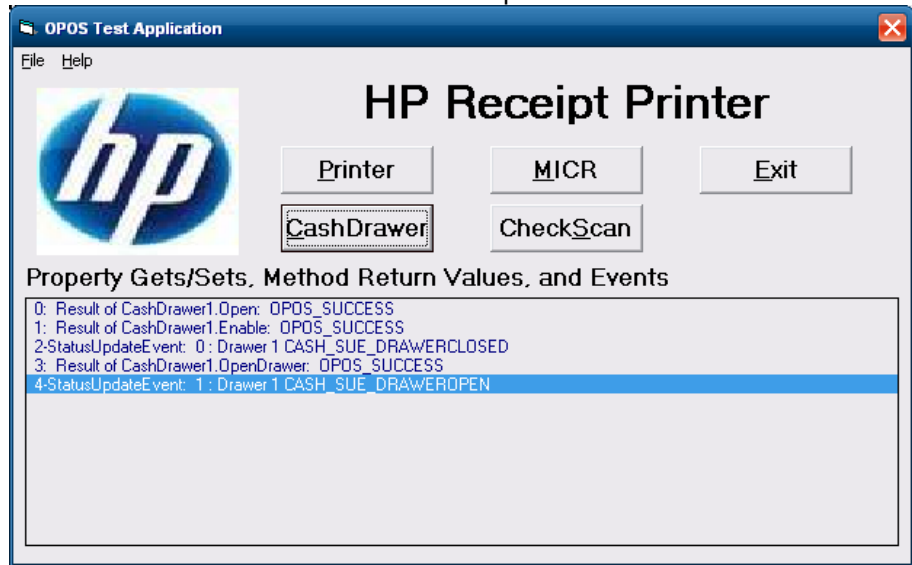 OPOS Test Application
File Help
hp
HP Receipt Printer
Printer MICR Exit
CashDrawer CheckScan
Property Gets/Sets, Method Return Values, and Events
0: Result of CashDrawer1.Open: OPOS_SUCCESS
1: Result of CashDrawer1.Enable: OPOS_SUCCESS
2-StatusUpdateEvent: 0 : Drawer 1 CASH_SUE_DRAWERCLOSED
3: Result of CashDrawer1.OpenDrawer: OPOS_SUCCESS
4-StatusUpdateEvent: 1 : Drawer 1 CASH_SUE_DRAWEROPEN